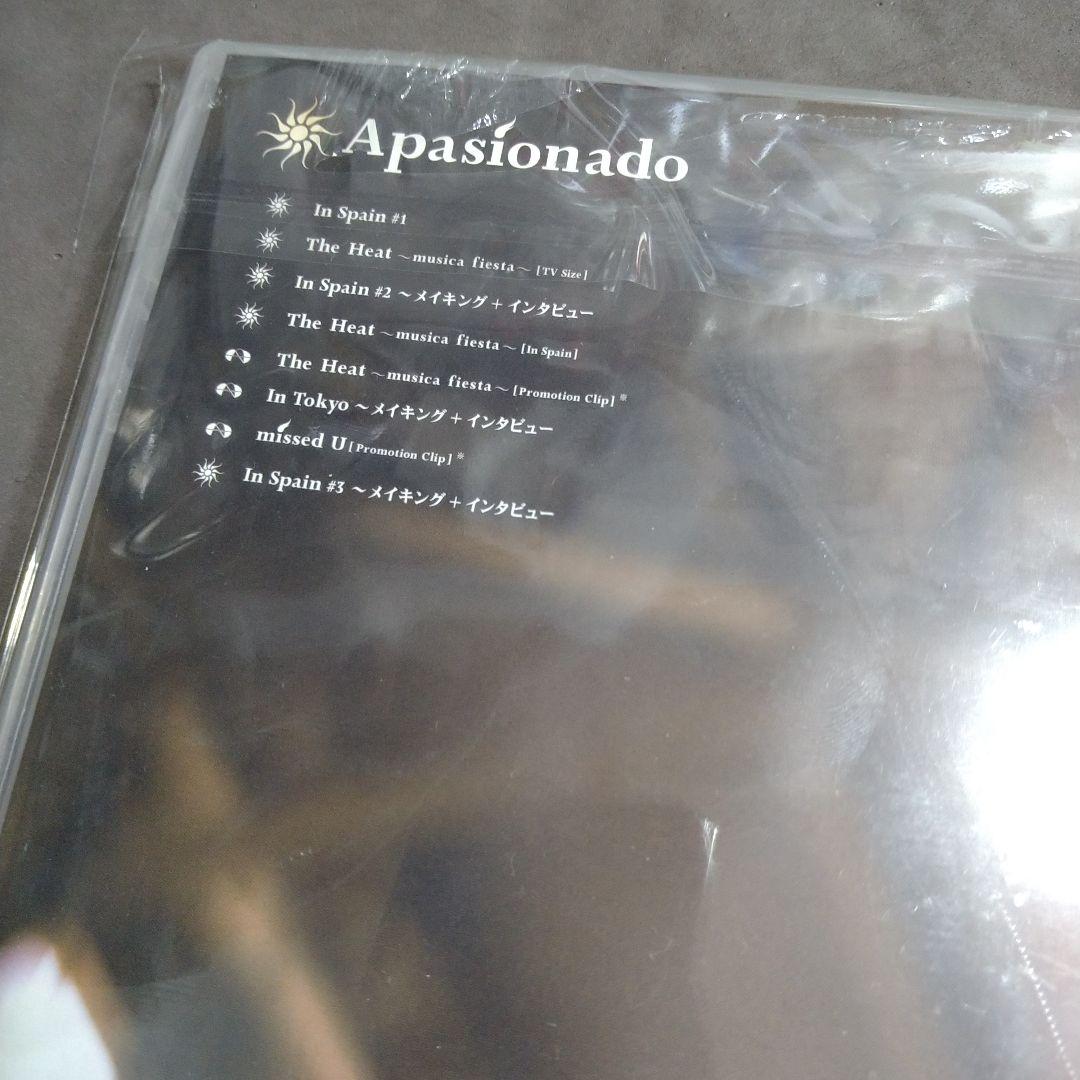 Apasionado
In Spain #1
The Heat ～musica fiesta～ [TV Size]
In Spain #2 ～メイキング + インタビュー
The Heat ～musica fiesta～ [In Spain]
The Heat ～musica fiesta～ [Promotion Clip] ※
In Tokyo ～メイキング + インタビュー
missed U [Promotion Clip] ※
In Spain #3 ～メイキング + インタビュー